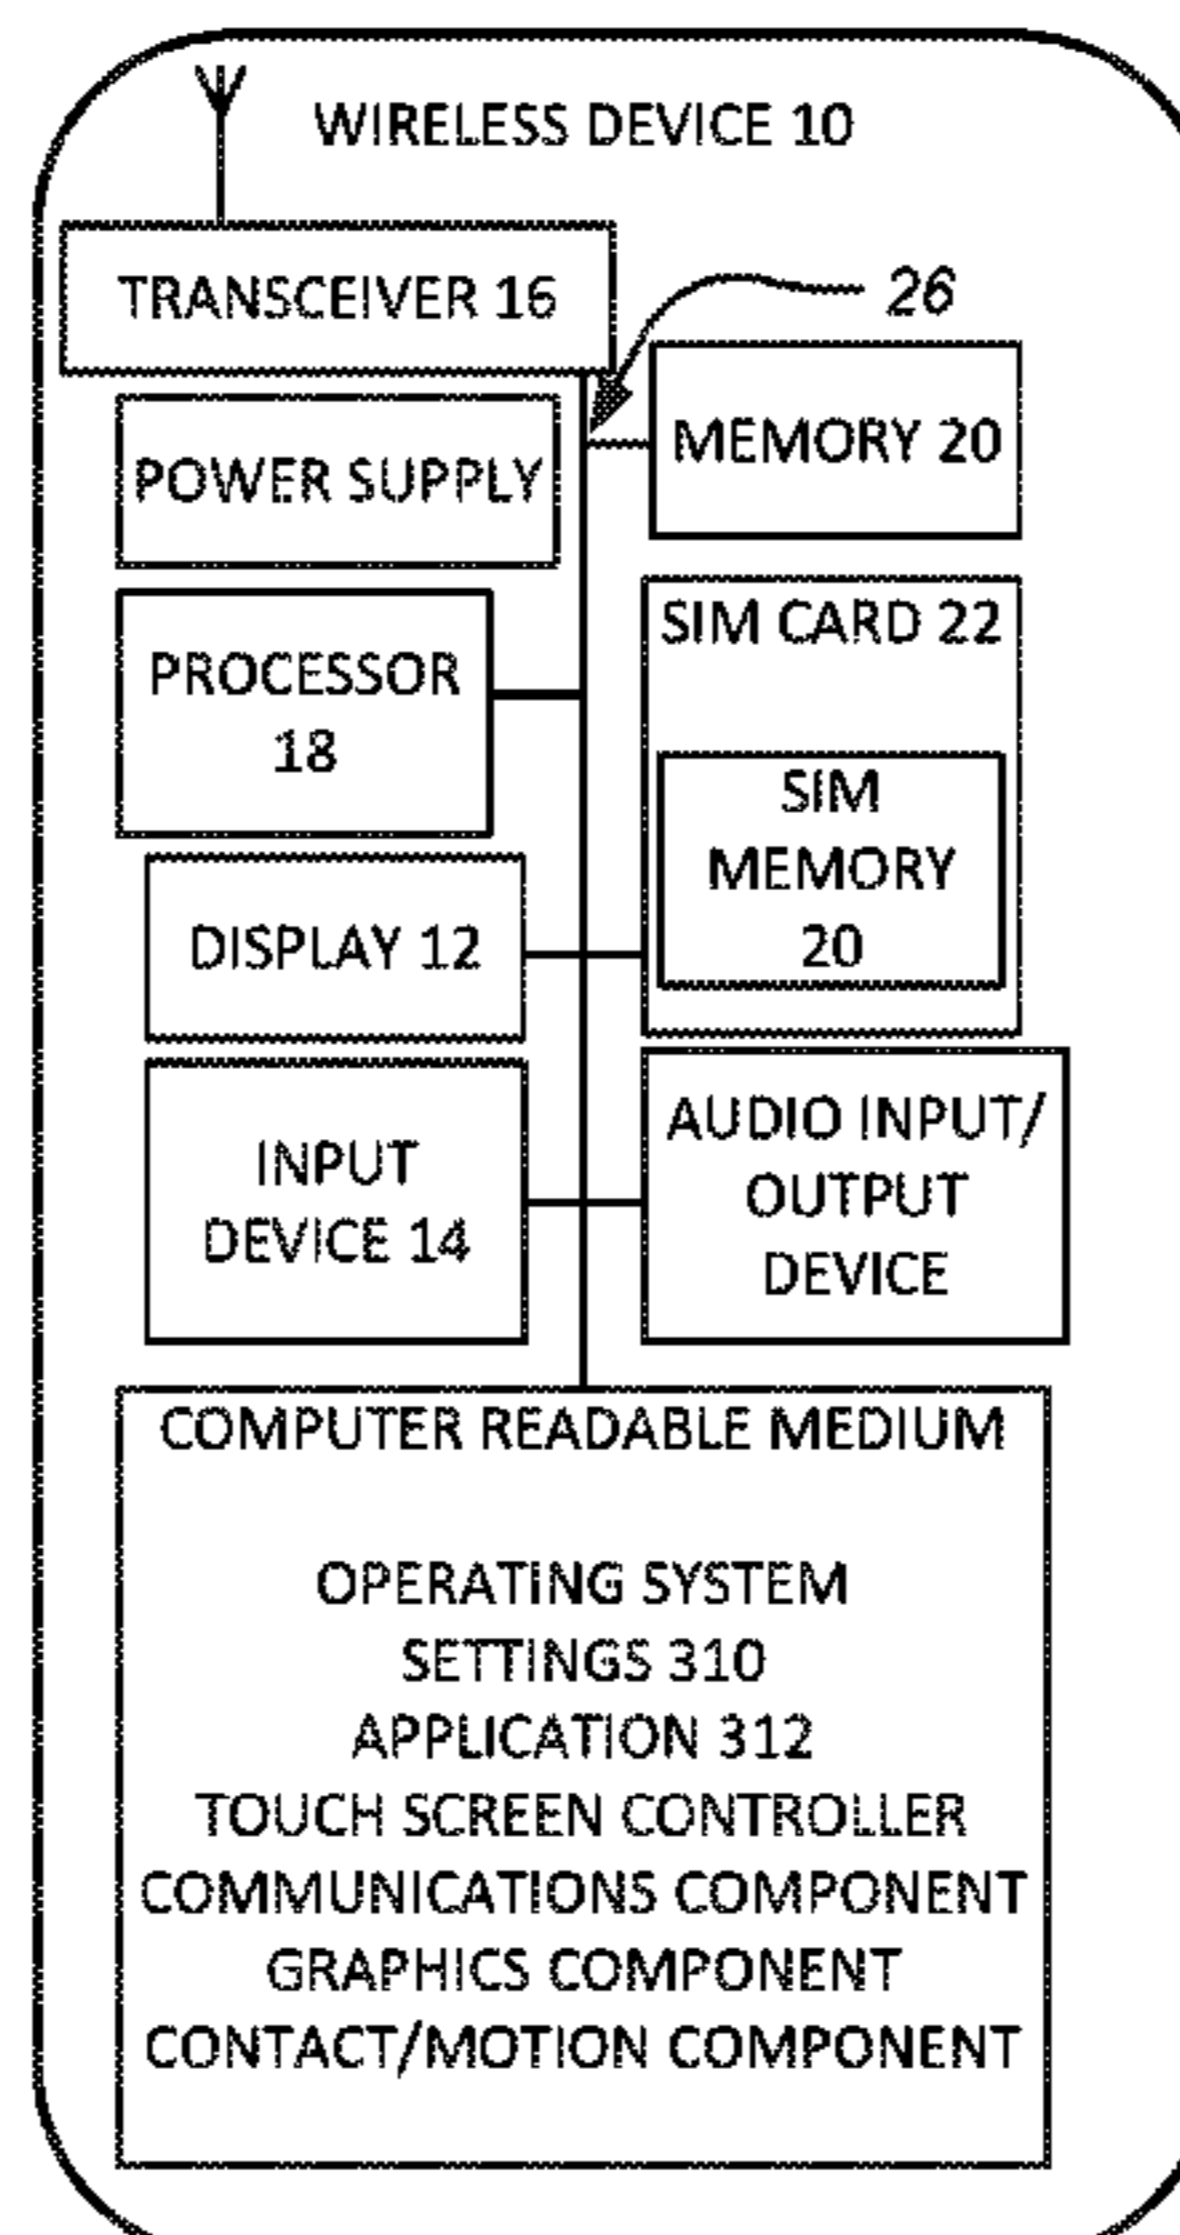 WIRELESS DEVICE 10
TRANSCEIVER 16
26
MEMORY 20
POWER SUPPLY
SIM CARD 22
PROCESSOR
18
SIM
MEMORY
20
DISPLAY 12
INPUT
DEVICE 14
AUDIO INPUT/
OUTPUT
DEVICE
COMPUTER READABLE MEDIUM
OPERATING SYSTEM
SETTINGS 310
APPLICATION 312
TOUCH SCREEN CONTROLLER
COMMUNICATIONS COMPONENT
GRAPHICS COMPONENT
CONTACT/MOTION COMPONENT